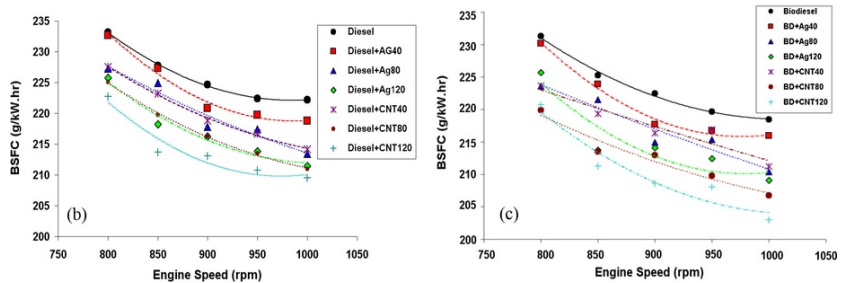 235
230
225
220
215
210
205
200
BSFC (g/kW.hr)
750 800 850 900 950 1000 1050
Engine Speed (rpm)
(b)
Diesel
Diesel+AG40
Diesel+Ag80
Diesel+Ag120
Diesel+CNT40
Diesel+CNT80
Diesel+CNT120
235
230
225
220
215
210
205
200
BSFC (g/kW.hr)
750 800 850 900 950 1000 1050
Engine Speed (rpm)
(c)
Biodiesel
BD+Ag40
BD+Ag80
BD+Ag120
BD+CNT40
BD+CNT80
BD+CNT120